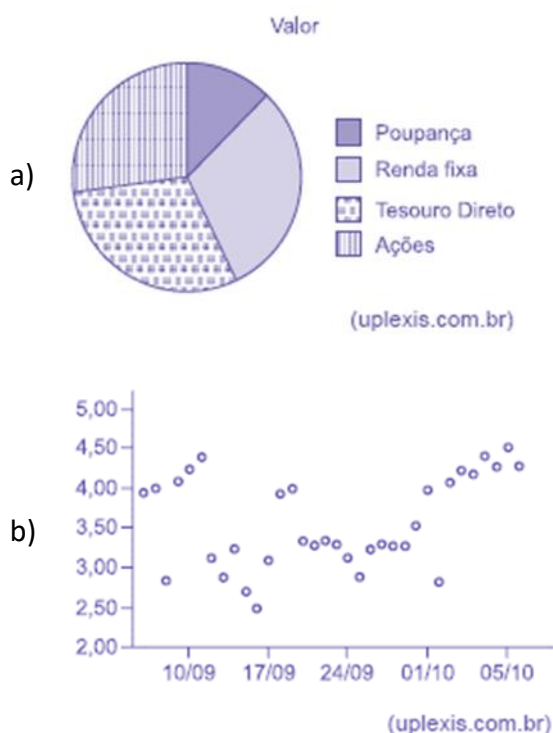 Valor
a)
Poupança
Renda fixa
Tesouro Direto
Ações
(uplexis.com.br)
b)
5,00
4,50
4,00
3,50
3,00
2,50
2,00
10/09 17/09 24/09 01/10 05/10
(uplexis.com.br)